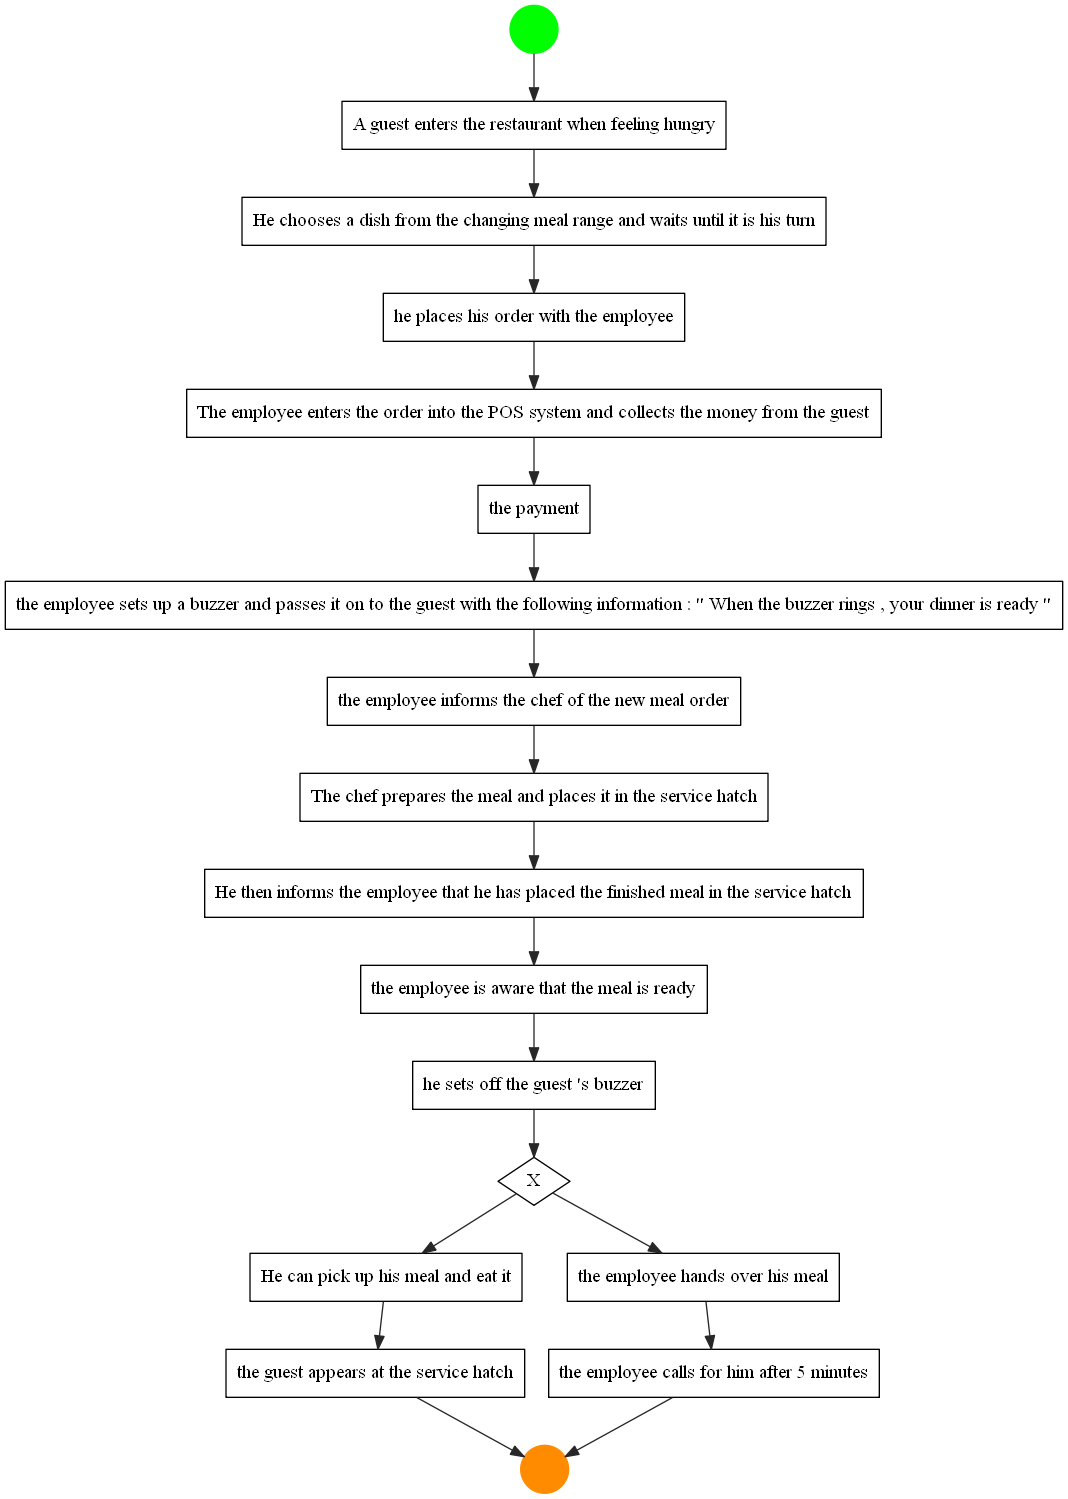 A guest enters the restaurant when feeling hungry
He chooses a dish from the changing meal range and waits until it is his turn
he places his order with the employee
The employee enters the order into the POS system and collects the money from the guest
the payment
the employee sets up a buzzer and passes it on to the guest with the following information : " When the buzzer rings , your dinner is ready "
the employee informs the chef of the new meal order
The chef prepares the meal and places it in the service hatch
He then informs the employee that he has placed the finished meal in the service hatch
the employee is aware that the meal is ready
he sets off the guest 's buzzer
X
He can pick up his meal and eat it
the employee hands over his meal
the guest appears at the service hatch
the employee calls for him after 5 minutes